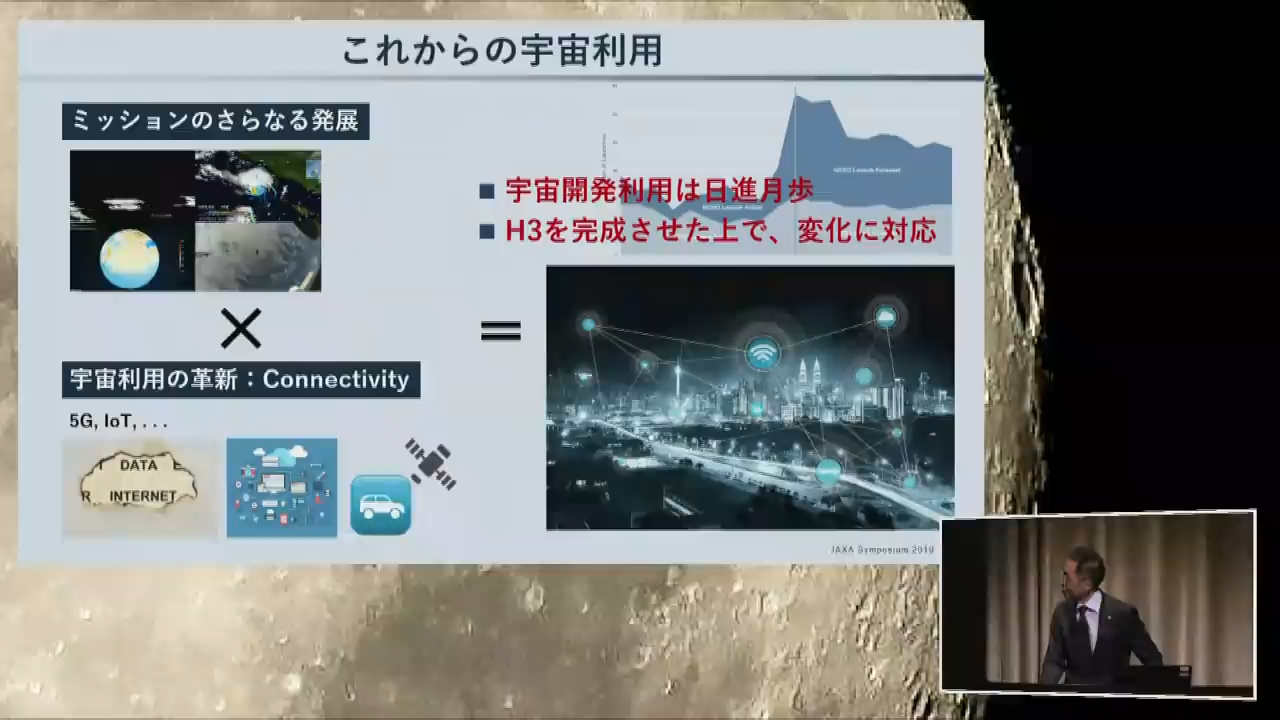 これからの宇宙利用
ミッションのさらなる発展
■ 宇宙開発利用は日進月歩
■ H3を完成させた上で、変化に対応
×
=
宇宙利用の革新：Connectivity
5G, IoT, . . .
DATA
R INTERNET
JAXA Symposium 2019